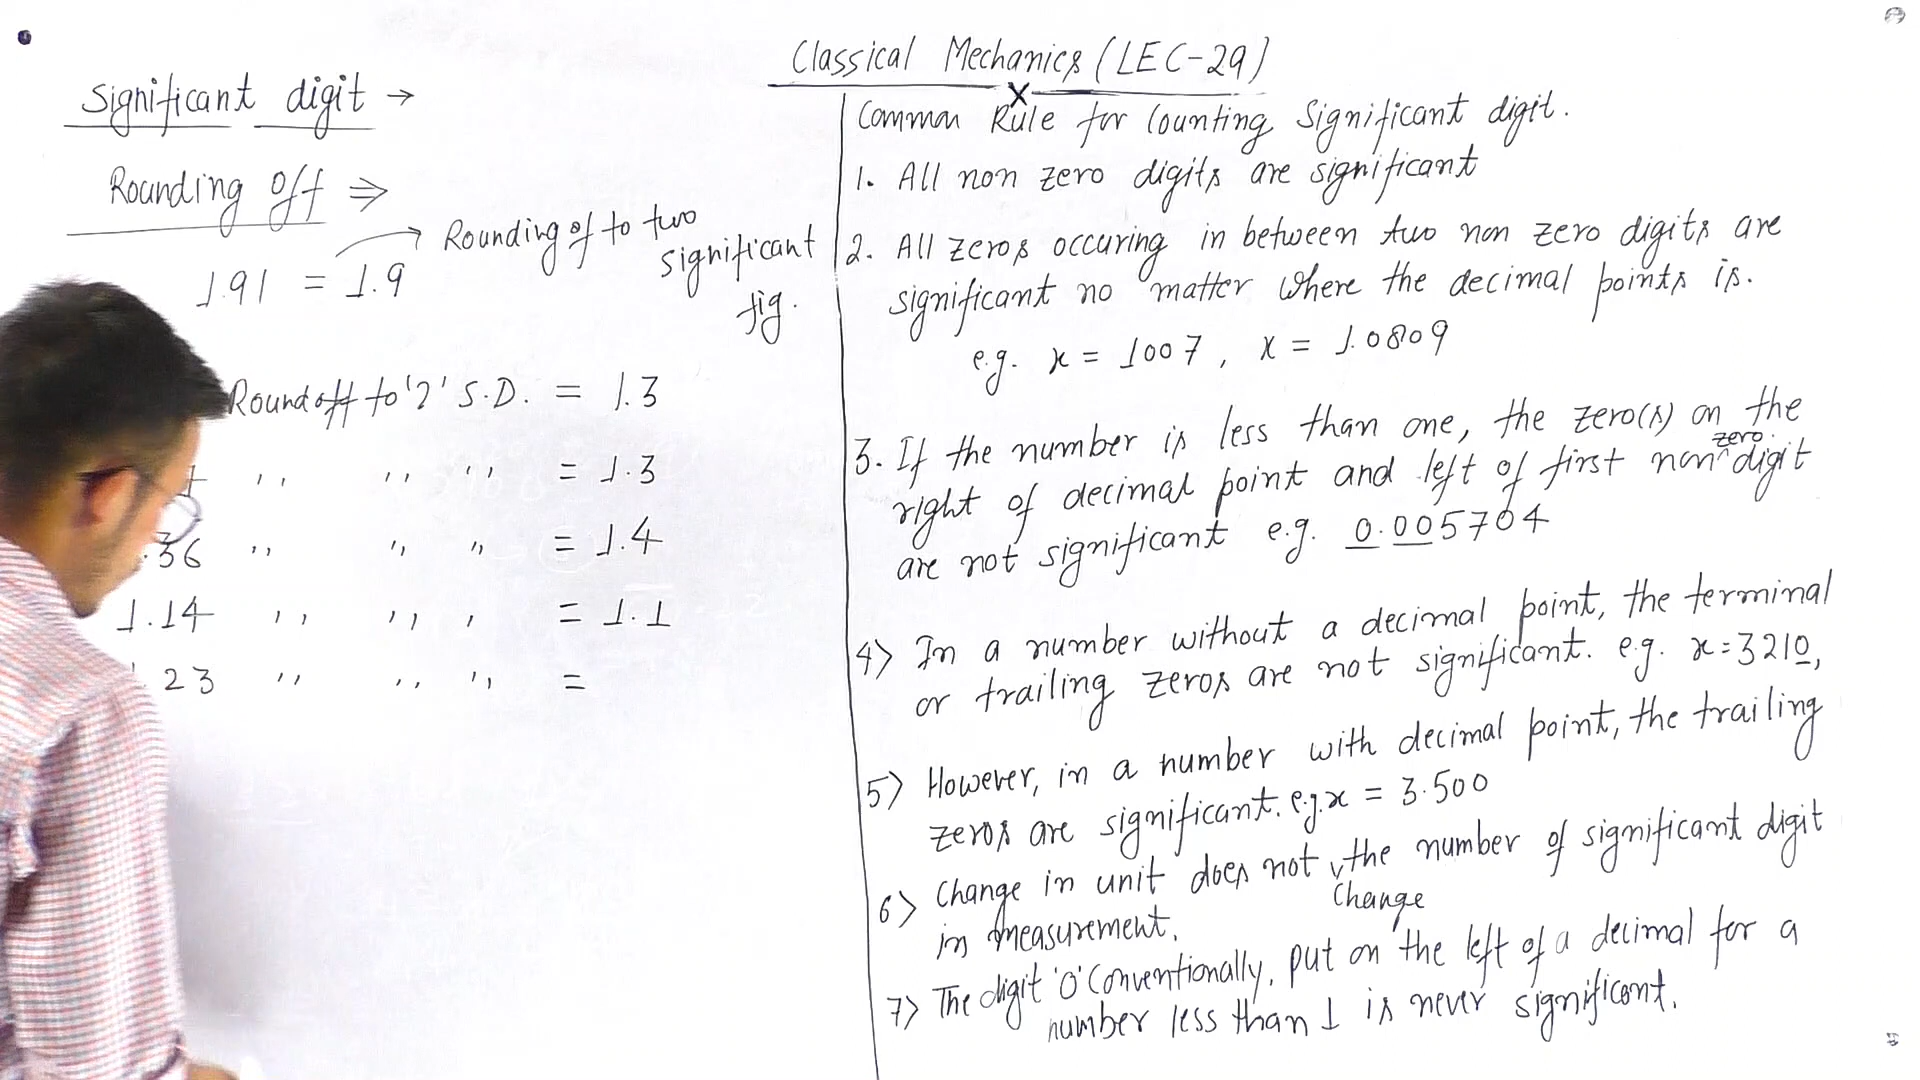 Classical Mechanics (LEC-29)
X
Significant digit →
Rounding off ⇒
1.91 = 1.9 → Rounding of to two
significant
fig.
Round off to '2' S.D. = 1.3
,, ,, ,, = 1.3
.36 ,, ,, ,, = 1.4
1.14 ,, ,, ,, = 1.1
.23 ,, ,, ,, =
Common Rule for Counting Significant digit.
1. All non zero digits are significant
2. All zeros occuring in between two non zero digits are
significant no matter where the decimal points is.
e.g. x = 1007, x = 1.0809
3. If the number is less than one, the zero(s) on the
right of decimal point and left of first non zero digit
are not significant e.g. 0.005704
4) In a number without a decimal point, the terminal
or trailing zeros are not significant. e.g. x = 3210,
5) However, in a number with decimal point, the trailing
zeros are significant. e.g. x = 3.500
6) Change in unit does not change the number of significant digit
in measurement.
7) The digit 'O' Conventionally, put on the left of a decimal for a
number less than 1 is never significant.